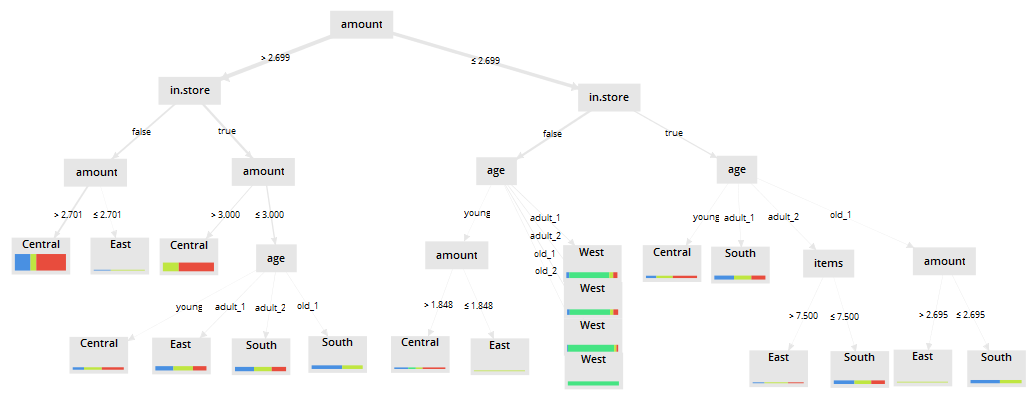 amount
> 2.699
≤ 2.699
in.store
in.store
false
true
false
true
amount
amount
age
age
> 2.701
≤ 2.701
> 3.000
≤ 3.000
young
adult_1
adult_2
old_1
old_2
young
adult_1
adult_2
old_1
Central
East
Central
age
amount
West
West
West
West
Central
South
items
amount
young
adult_1
adult_2
old_1
> 1.848
≤ 1.848
> 7.500
≤ 7.500
> 2.695
≤ 2.695
Central
East
South
South
Central
East
East
South
East
South